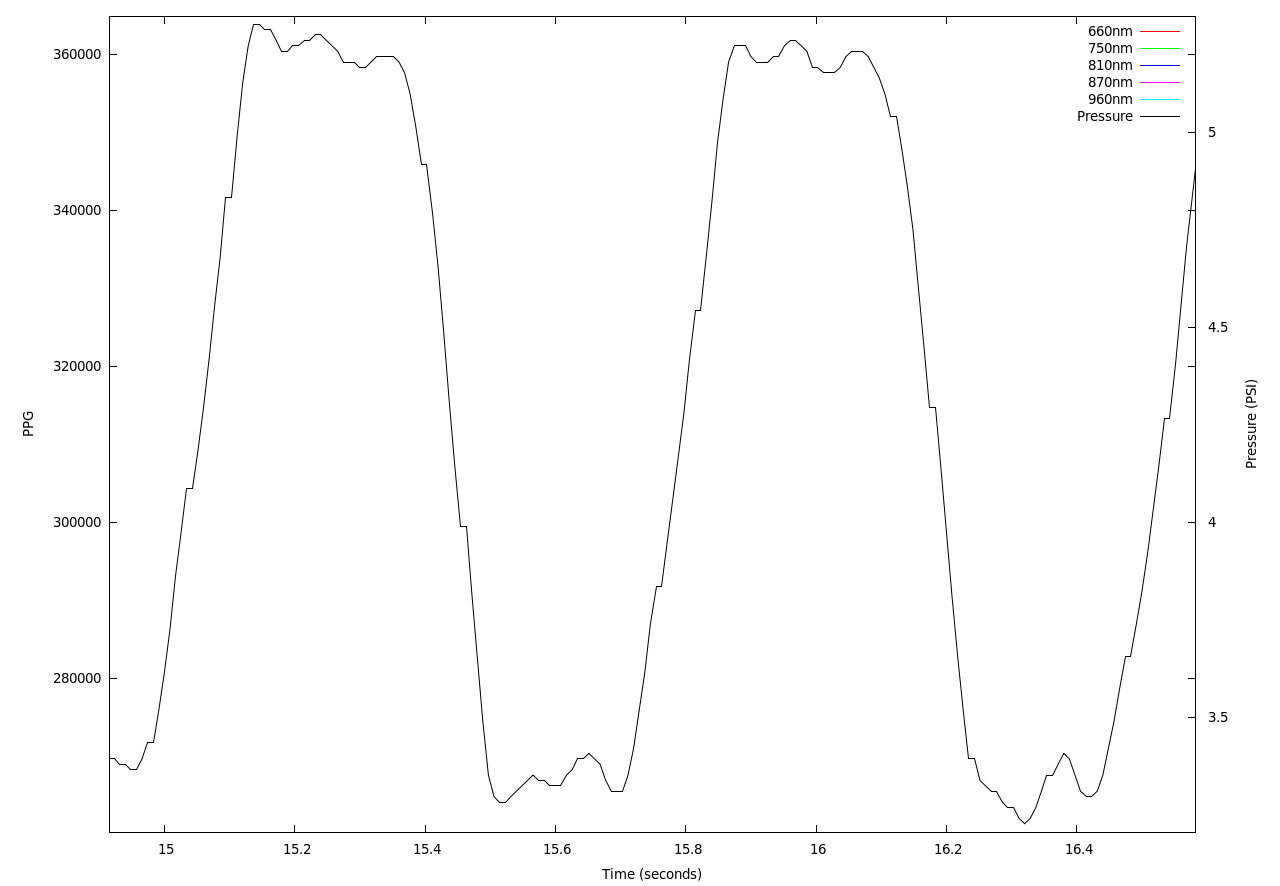 660nm
750nm
810nm
870nm
960nm
Pressure
360000
340000
320000
300000
280000
5
4.5
4
3.5
PPG
Pressure (PSI)
15
15.2
15.4
15.6
15.8
16
16.2
16.4
Time (seconds)